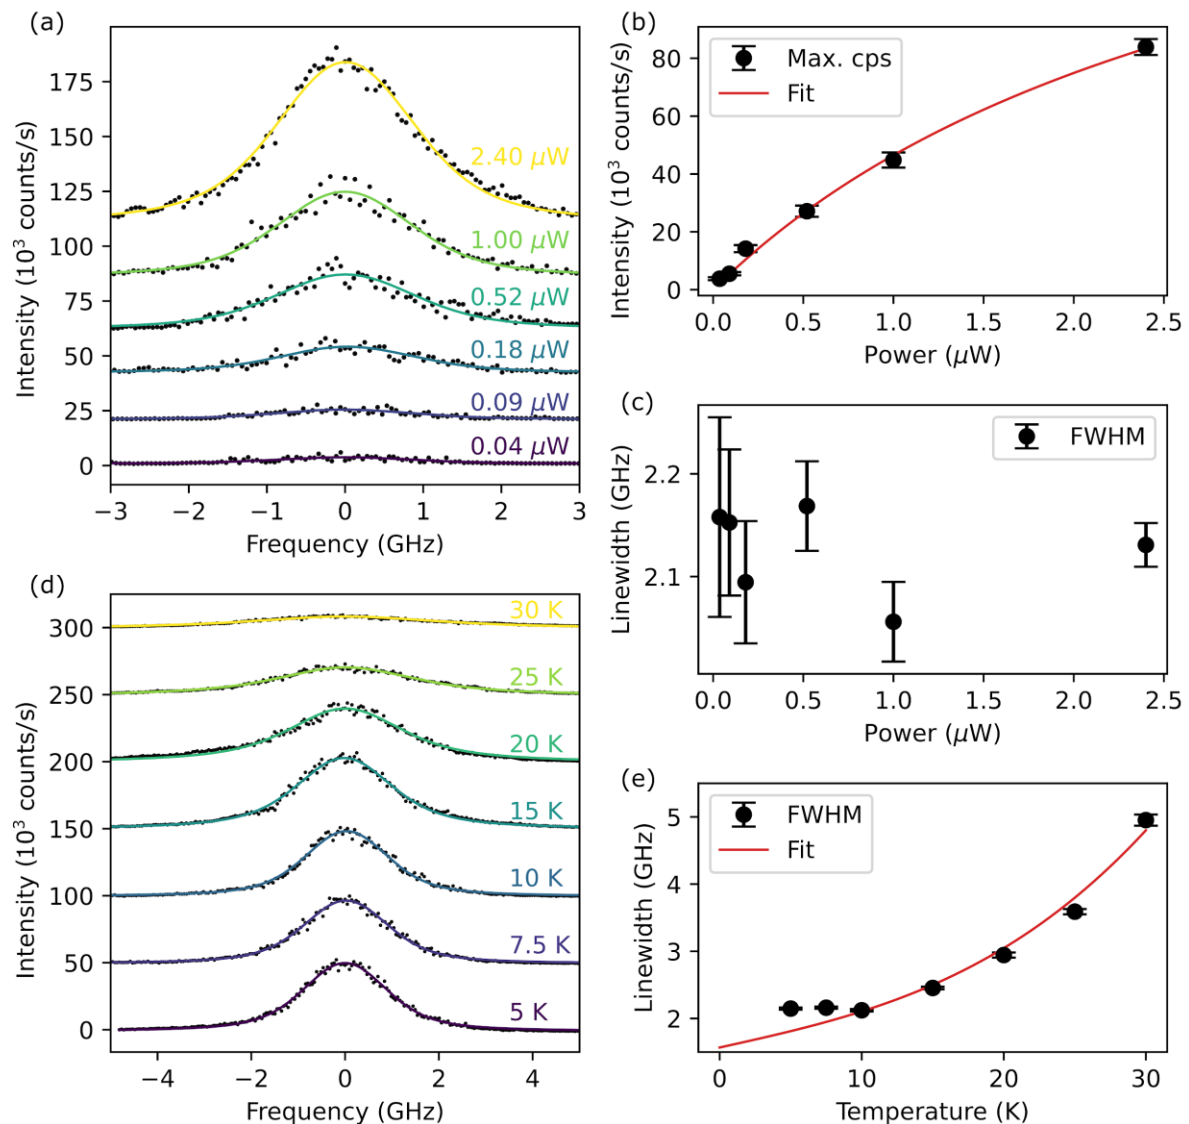 (a)
175
150
125
100
75
50
25
0
Intensity (10³ counts/s)
2.40 μW
1.00 μW
0.52 μW
0.18 μW
0.09 μW
0.04 μW
−3 −2 −1 0 1 2 3
Frequency (GHz)
(b)
80
60
40
20
0
Intensity (10³ counts/s)
Max. cps
Fit
0.0 0.5 1.0 1.5 2.0 2.5
Power (μW)
(c)
2.2
2.1
Linewidth (GHz)
FWHM
0.0 0.5 1.0 1.5 2.0 2.5
Power (μW)
(d)
300
250
200
150
100
50
0
Intensity (10³ counts/s)
30 K
25 K
20 K
15 K
10 K
7.5 K
5 K
−4 −2 0 2 4
Frequency (GHz)
(e)
5
4
3
2
Linewidth (GHz)
FWHM
Fit
0 10 20 30
Temperature (K)